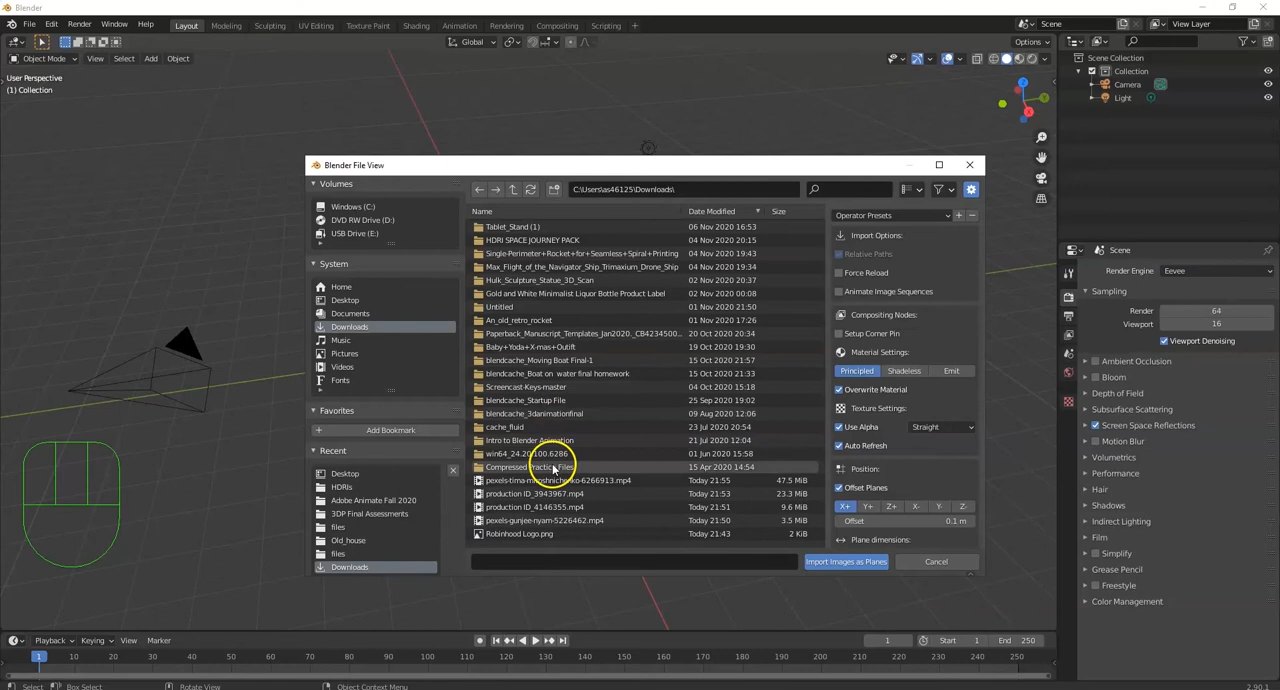 Blender
File Edit Render Window Help Layout Modeling Sculpting UV Editing Texture Paint Shading Animation Rendering Compositing Scripting + Scene View Layer
Global Options
Object Mode View Select Add Object
User Perspective
(1) Collection
Scene Collection
Collection
Camera
Light
Blender File View
Volumes
Windows (C:)
DVD RW Drive (D:)
USB Drive (E:)
System
Home
Desktop
Documents
Downloads
Music
Pictures
Videos
Fonts
Favorites
Add Bookmark
Recent
Desktop
HDRIs
Adobe Animate Fall 2020
3DP Final Assessments
files
Old_house
files
Downloads
C:\Users\as46125\Downloads\
Name Date Modified Size
Tablet_Stand (1) 06 Nov 2020 16:53
HDRI SPACE JOURNEY PACK 04 Nov 2020 20:15
Single-Perimeter+Rocket+for+Seamless+Spiral+Printing 04 Nov 2020 19:43
Max_Flight_of_the_Navigator_Ship_Trimaxium_Drone_Ship 04 Nov 2020 19:34
Hulk_Sculpture_Statue_3D_Scan 02 Nov 2020 20:37
Gold and White Minimalist Liquor Bottle Product Label 02 Nov 2020 00:08
Untitled 01 Nov 2020 21:50
An_old_rocket 01 Nov 2020 17:26
Paperback_Manuscript_Templates_Jan2020._CB4234500... 20 Oct 2020 20:34
Baby+Yoda+X-mas+Outift 19 Oct 2020 19:30
blendcache_Moving Boat Final-1 15 Oct 2020 21:57
blendcache_Boat on water final homework 15 Oct 2020 21:33
Screencast-Keys-master 04 Oct 2020 15:18
blendcache_Startup File 25 Sep 2020 19:02
blendcache_3danimationfinal 09 Aug 2020 12:06
cache_fluid 23 Jul 2020 20:54
Intro to Blender Animation 21 Jul 2020 12:04
win64_24.20.100.6286 01 Jun 2020 15:58
Compressed Practice Files 15 Apr 2020 14:54
pexels-tima-miroshnichenko-6266913.mp4 Today 21:55 47.5 MiB
production ID_3943967.mp4 Today 21:53 23.3 MiB
production ID_4146355.mp4 Today 21:51 9.6 MiB
pexels-gunjee-nyam-5226462.mp4 Today 21:50 3.5 MiB
Robinhood Logo.png Today 21:43 2 KiB
Operator Presets
Import Options:
Relative Paths
Force Reload
Animate Image Sequences
Compositing Nodes:
Setup Corner Pin
Material Settings:
Principled Shadeless Emit
Overwrite Material
Texture Settings:
Use Alpha Straight
Auto Refresh
Position:
Offset Planes
X+ Y+ Z+ X- Y- Z-
Offset 0.1 m
Plane dimensions:
Import Images as Planes Cancel
Scene
Render Engine Eevee
Sampling
Render 64
Viewport 16
Viewport Denoising
Ambient Occlusion
Bloom
Depth of Field
Subsurface Scattering
Screen Space Reflections
Motion Blur
Volumetrics
Performance
Hair
Shadows
Indirect Lighting
Film
Simplify
Grease Pencil
Freestyle
Color Management
Playback Keying View Marker 1 Start 1 End 250
1 10 20 30 40 50 60 70 80 90 100 110 120 130 140 150 160 170 180 190 200 210 220 230 240 250
Select Box Select Rotate View Object Context Menu 2.90.1